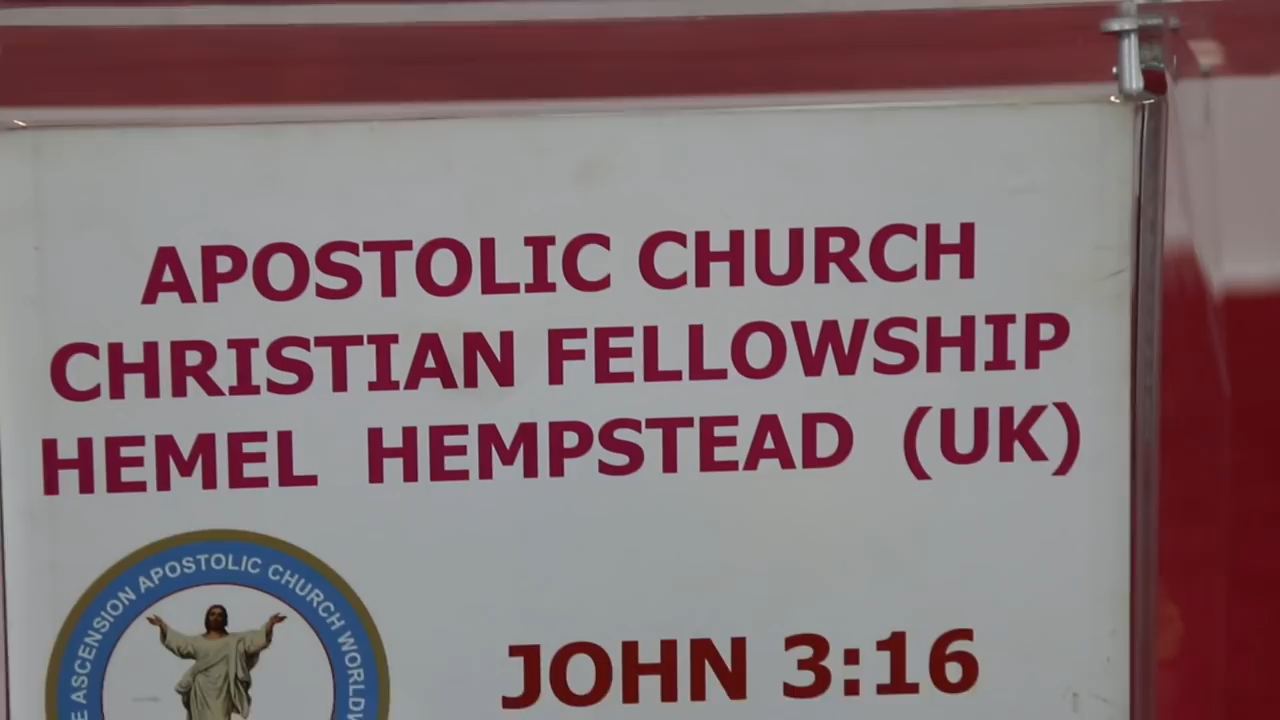 APOSTOLIC CHURCH
CHRISTIAN FELLOWSHIP
HEMEL HEMPSTEAD (UK)
ASCENSION APOSTOLIC CHURCH
JOHN 3:16